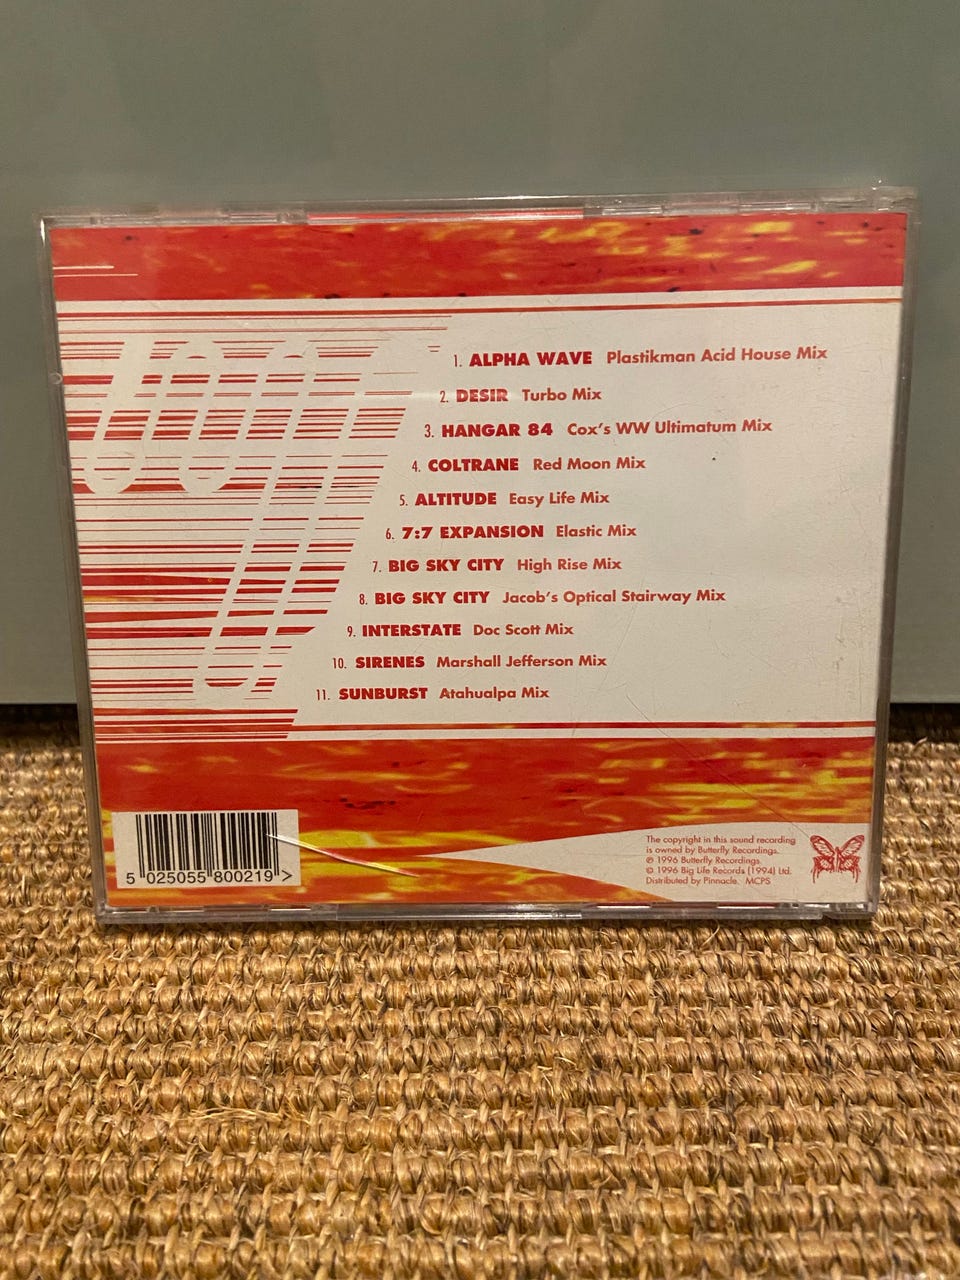 1. ALPHA WAVE Plastikman Acid House Mix
2. DESIR Turbo Mix
3. HANGAR 84 Cox's WW Ultimatum Mix
4. COLTRANE Red Moon Mix
5. ALTITUDE Easy Life Mix
6. 7:7 EXPANSION Elastic Mix
7. BIG SKY CITY High Rise Mix
8. BIG SKY CITY Jacob's Optical Stairway Mix
9. INTERSTATE Doc Scott Mix
10. SIRENES Marshall Jefferson Mix
11. SUNBURST Atahualpa Mix
5 025055 800219 >
The copyright in this sound recording
is owned by Butterfly Recordings.
℗ 1996 Butterfly Recordings.
© 1996 Big Life Records (1994) Ltd.
Distributed by Pinnacle. MCPS